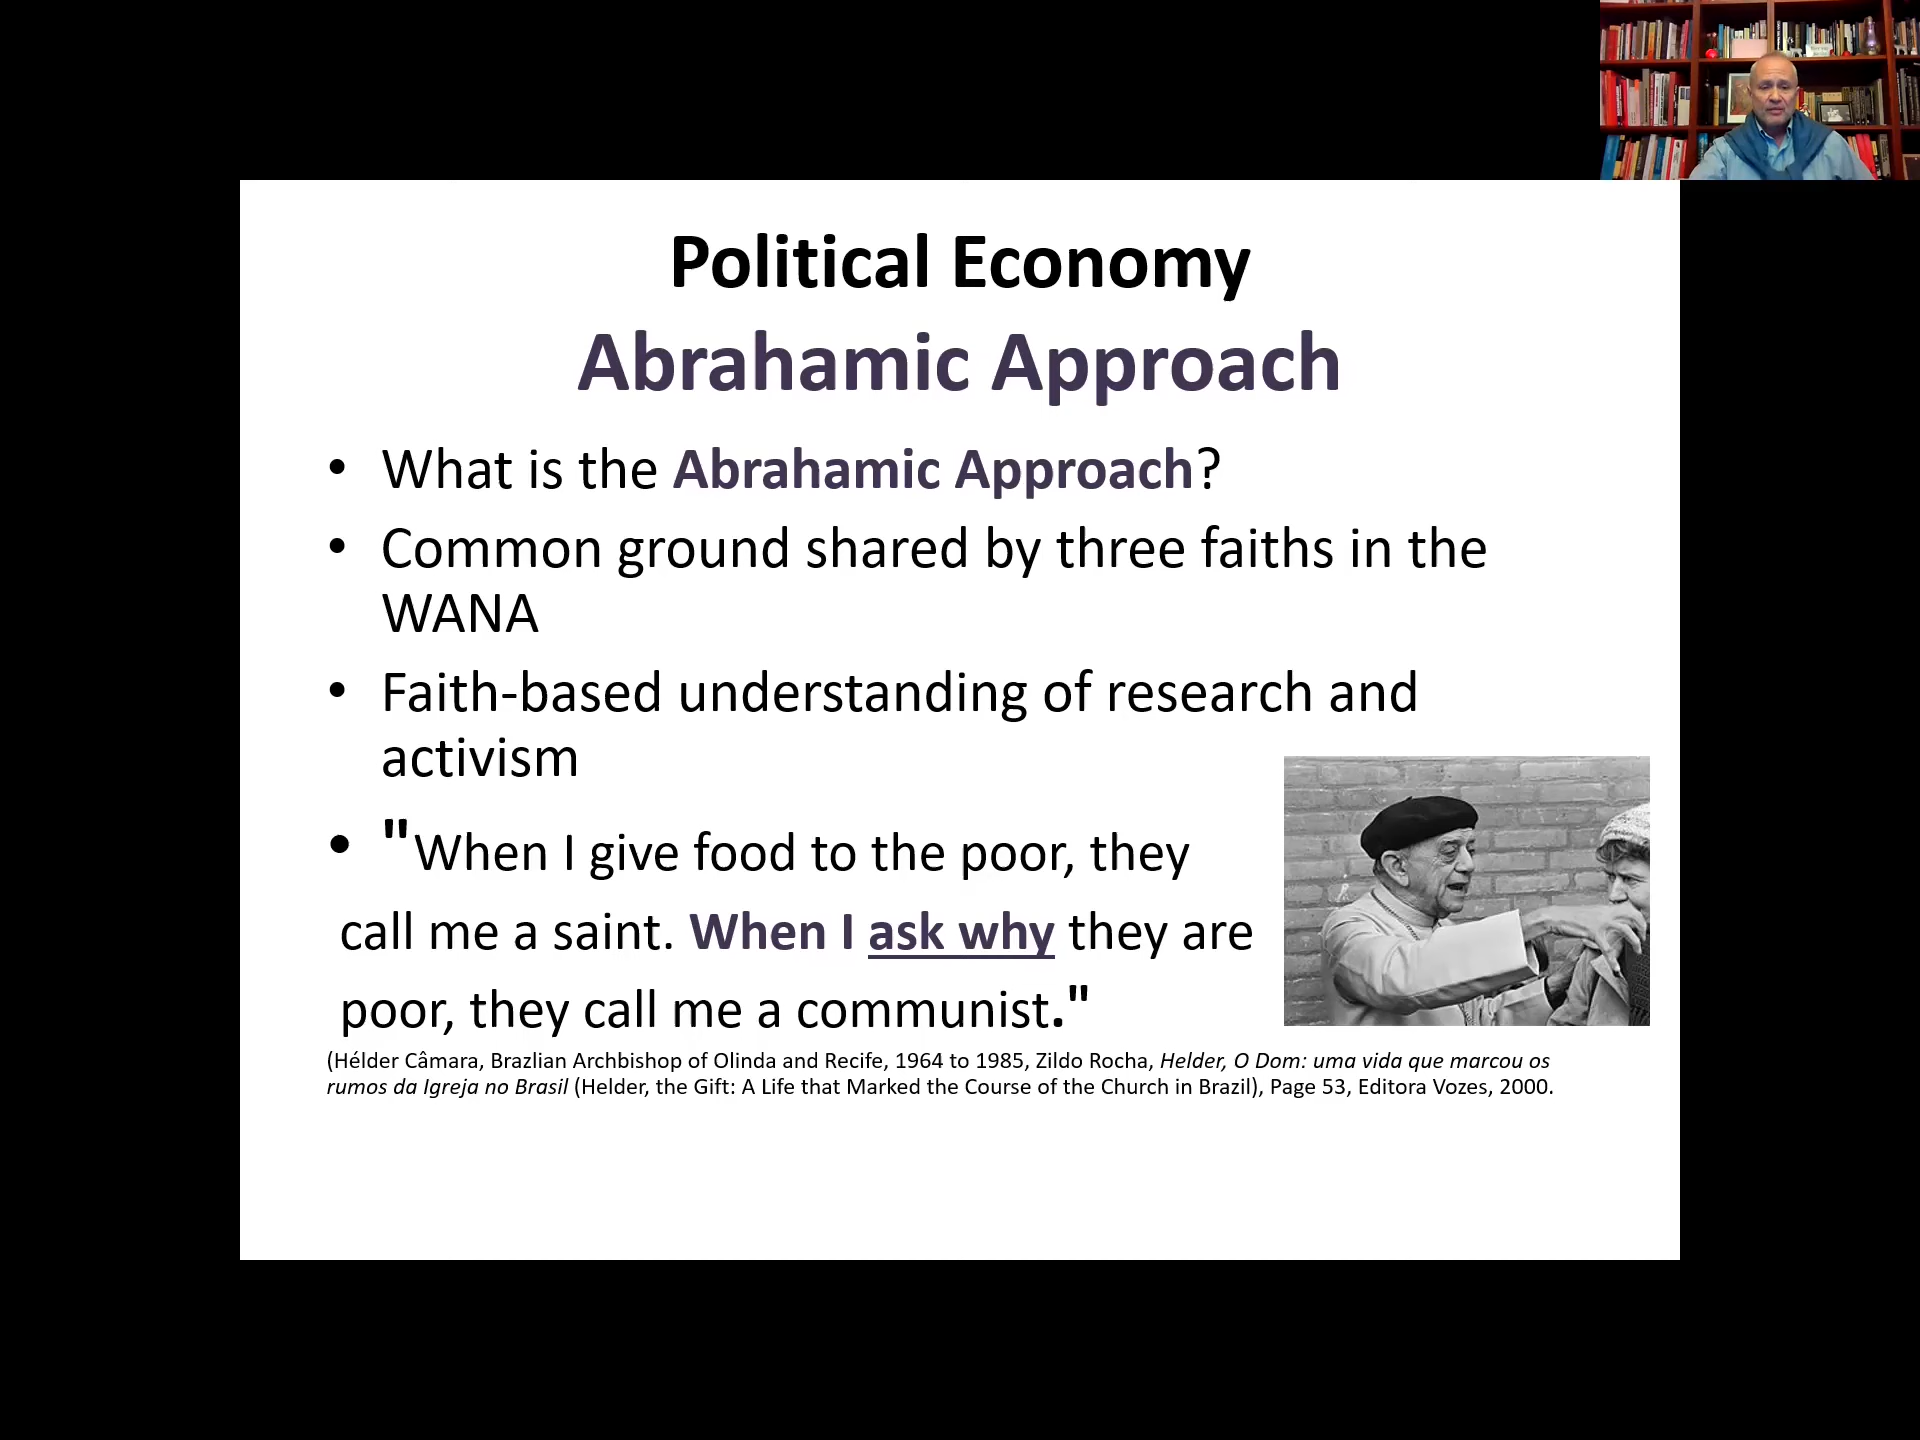 Political Economy
Abrahamic Approach
• What is the Abrahamic Approach?
• Common ground shared by three faiths in the
WANA
• Faith-based understanding of research and
activism
• "When I give food to the poor, they
call me a saint. When I ask why they are
poor, they call me a communist."
(Hélder Câmara, Brazlian Archbishop of Olinda and Recife, 1964 to 1985, Zildo Rocha, Helder, O Dom: uma vida que marcou os
rumos da Igreja no Brasil (Helder, the Gift: A Life that Marked the Course of the Church in Brazil), Page 53, Editora Vozes, 2000.